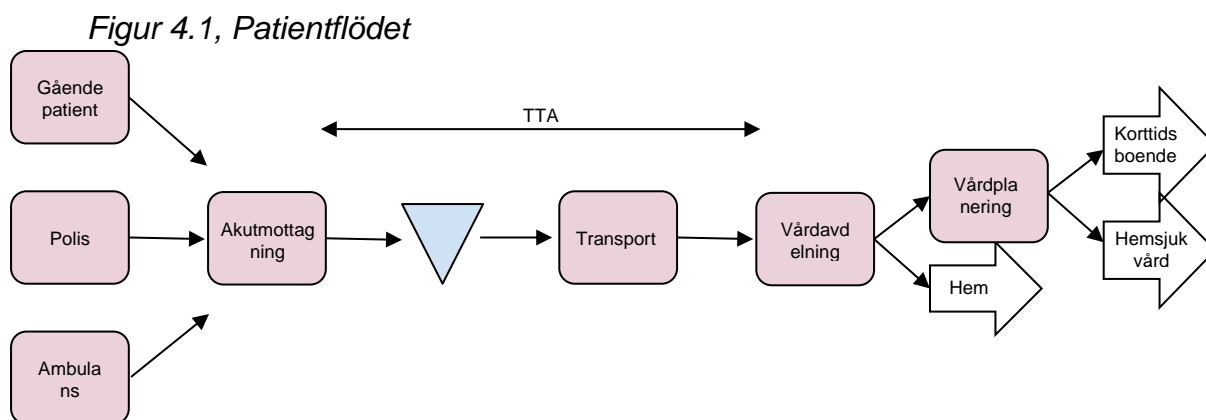 Figur 4.1, Patientflödet
Gående
patient
TTA
Korttids
boende
Polis
Akutmottag
ning
Transport
Vårdavd
elning
Vårdpla
nering
Hemsjuk
vård
Hem
Ambula
ns